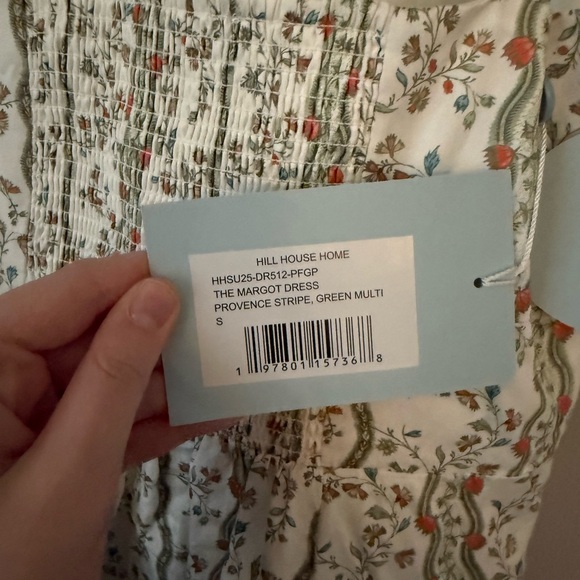 HILL HOUSE HOME
HHSU25-DR512-PFGP
THE MARGOT DRESS
PROVENCE STRIPE, GREEN MULTI
S
1 97801 15736 8